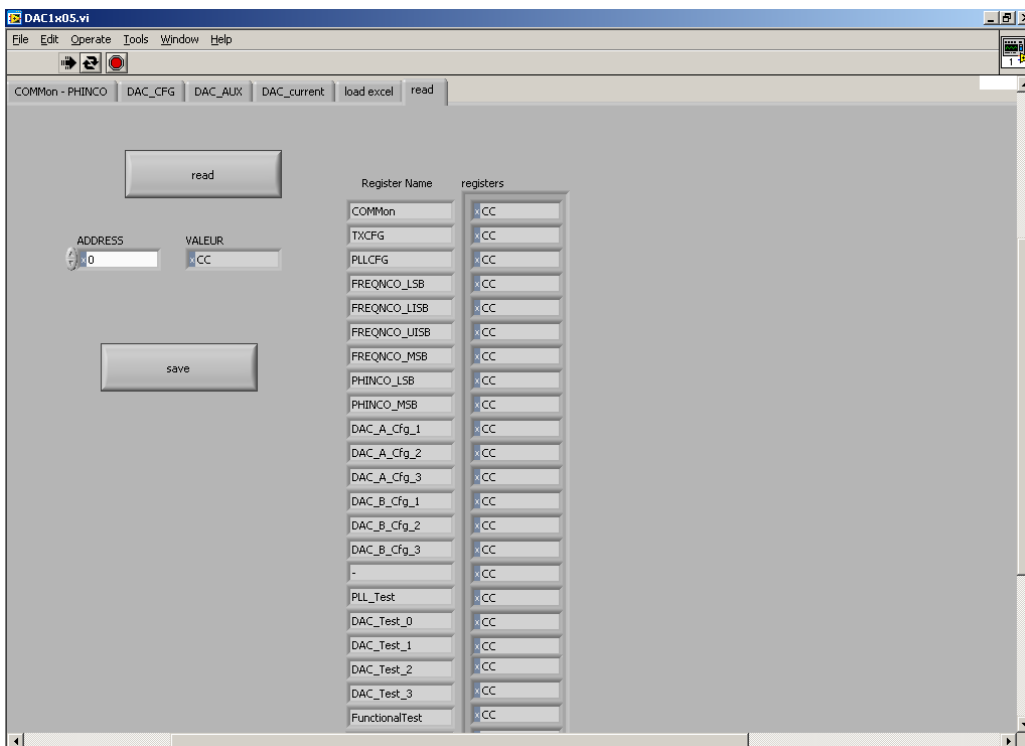 DAC1x05.vi
File Edit Operate Tools Window Help
1
COMMon - PHINCO DAC_CFG DAC_AUX DAC_current load excel read
read
Register Name registers
COMMon x CC
ADDRESS VALEUR
x 0 x CC
TXCFG x CC
PLLCFG x CC
FREQNCO_LSB x CC
FREQNCO_LISB x CC
FREQNCO_UISB x CC
FREQNCO_MSB x CC
save
PHINCO_LSB x CC
PHINCO_MSB x CC
DAC_A_Cfg_1 x CC
DAC_A_Cfg_2 x CC
DAC_A_Cfg_3 x CC
DAC_B_Cfg_1 x CC
DAC_B_Cfg_2 x CC
DAC_B_Cfg_3 x CC
- x CC
PLL_Test x CC
DAC_Test_0 x CC
DAC_Test_1 x CC
DAC_Test_2 x CC
DAC_Test_3 x CC
FunctionalTest x CC